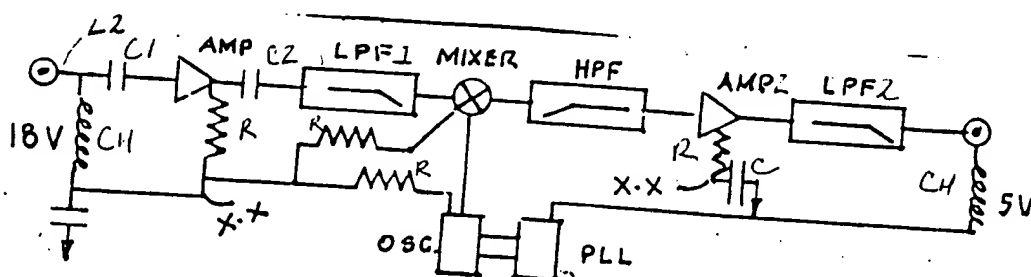 L2
C1
AMP
C2
LPF1
MIXER
HPF
AMP2
LPF2
18V
CH
R
R
R
X.X
OSC.
PLL
R
C
X.X
CH
5V